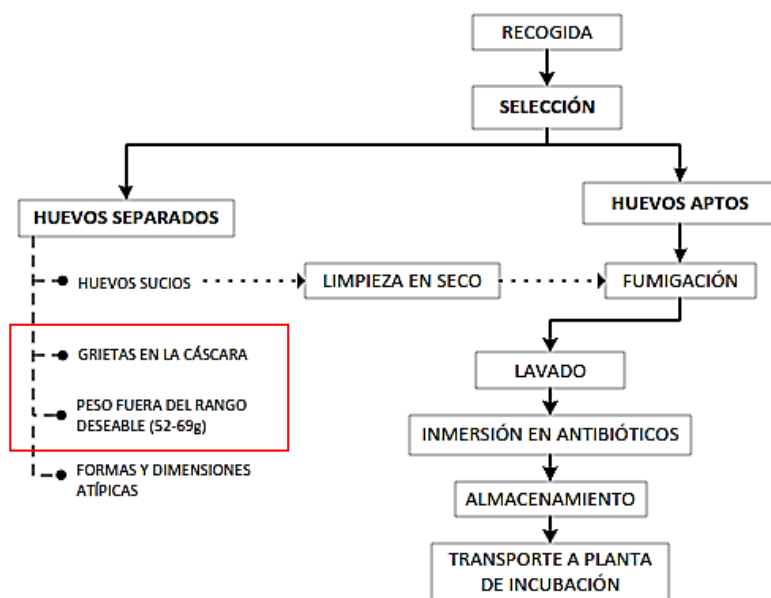 RECOGIDA
SELECCIÓN
HUEVOS SEPARADOS
HUEVOS APTOS
HUEVOS SUCIOS
LIMPIEZA EN SECO
FUMIGACIÓN
GRIETAS EN LA CÁSCARA
LAVADO
PESO FUERA DEL RANGO
DESEABLE (52-69g)
INMERSIÓN EN ANTIBIÓTICOS
FORMAS Y DIMENSIONES
ATÍPICAS
ALMACENAMIENTO
TRANSPORTE A PLANTA
DE INCUBACIÓN